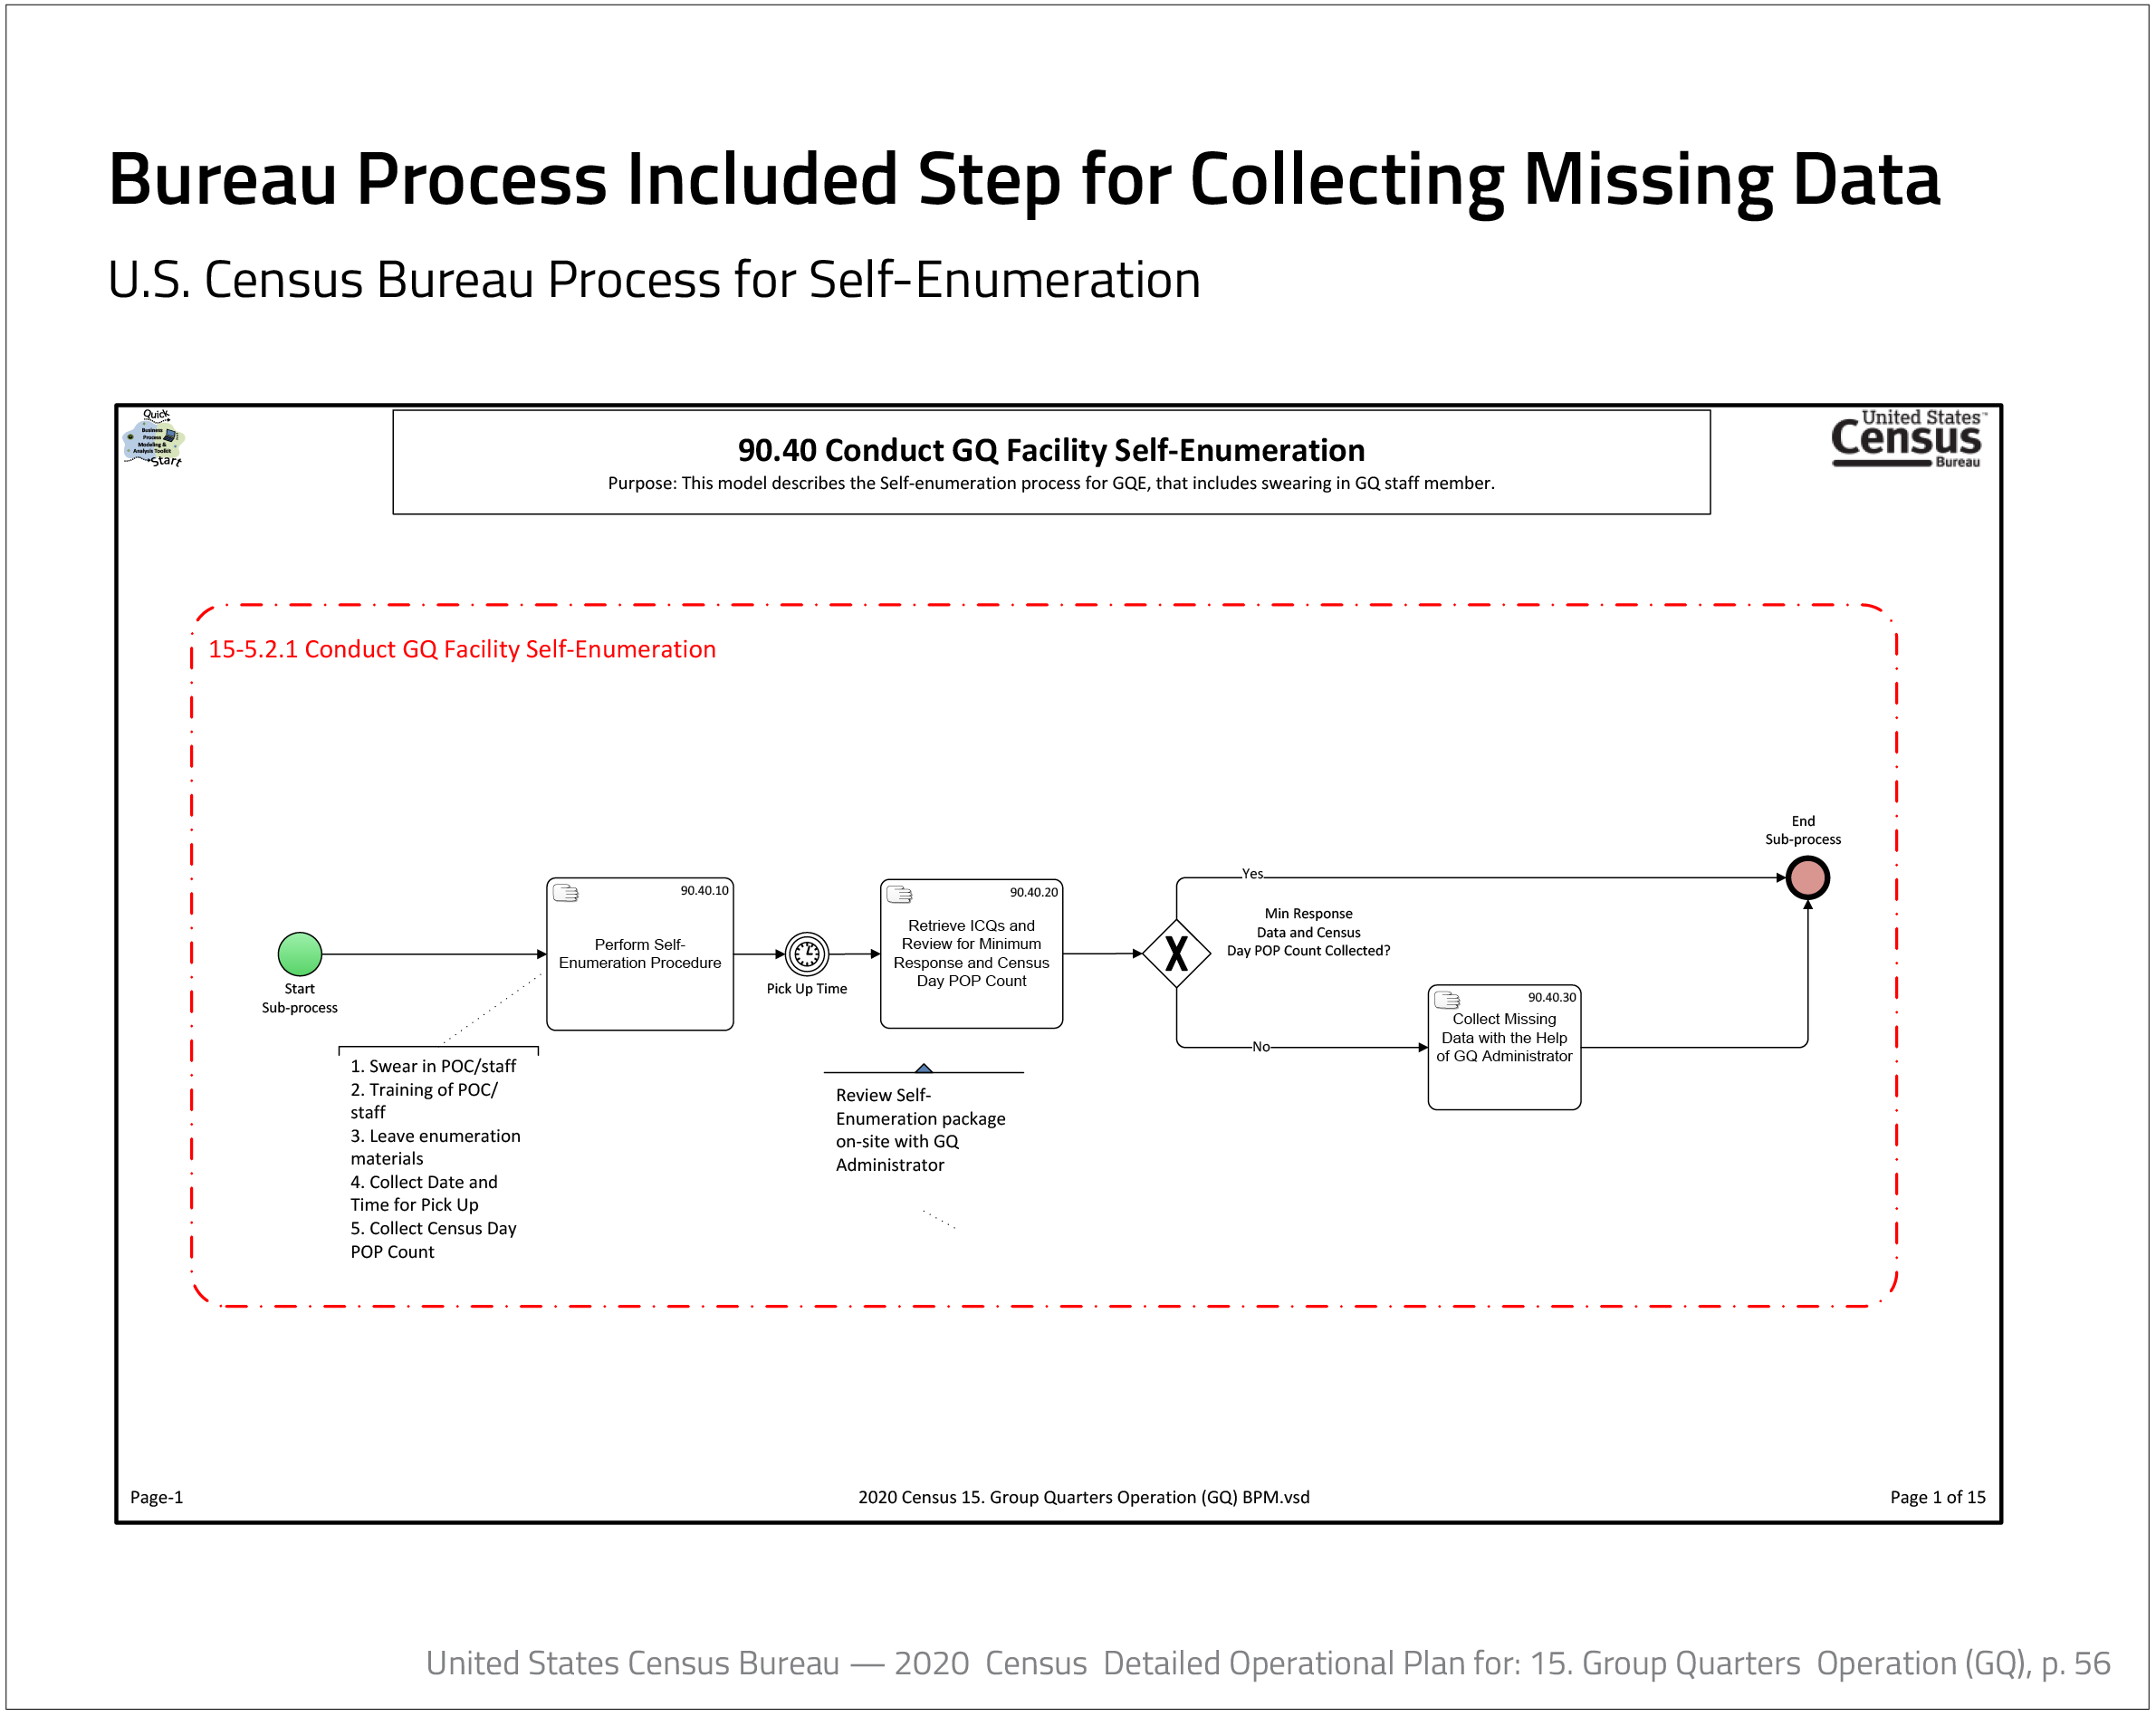 Bureau Process Included Step for Collecting Missing Data
U.S. Census Bureau Process for Self-Enumeration
Quick
Business
Process
Modeling &
Analysis Toolkit
Start
90.40 Conduct GQ Facility Self-Enumeration
Purpose: This model describes the Self-enumeration process for GQE, that includes swearing in GQ staff member.
United States™
Census
Bureau
15-5.2.1 Conduct GQ Facility Self-Enumeration
Start
Sub-process
90.40.10
Perform Self-
Enumeration Procedure
1. Swear in POC/staff
2. Training of POC/
staff
3. Leave enumeration
materials
4. Collect Date and
Time for Pick Up
5. Collect Census Day
POP Count
Pick Up Time
90.40.20
Retrieve ICQs and
Review for Minimum
Response and Census
Day POP Count
Review Self-
Enumeration package
on-site with GQ
Administrator
X
Yes
Min Response
Data and Census
Day POP Count Collected?
No
90.40.30
Collect Missing
Data with the Help
of GQ Administrator
End
Sub-process
Page-1
2020 Census 15. Group Quarters Operation (GQ) BPM.vsd
Page 1 of 15
United States Census Bureau — 2020 Census Detailed Operational Plan for: 15. Group Quarters Operation (GQ), p. 56